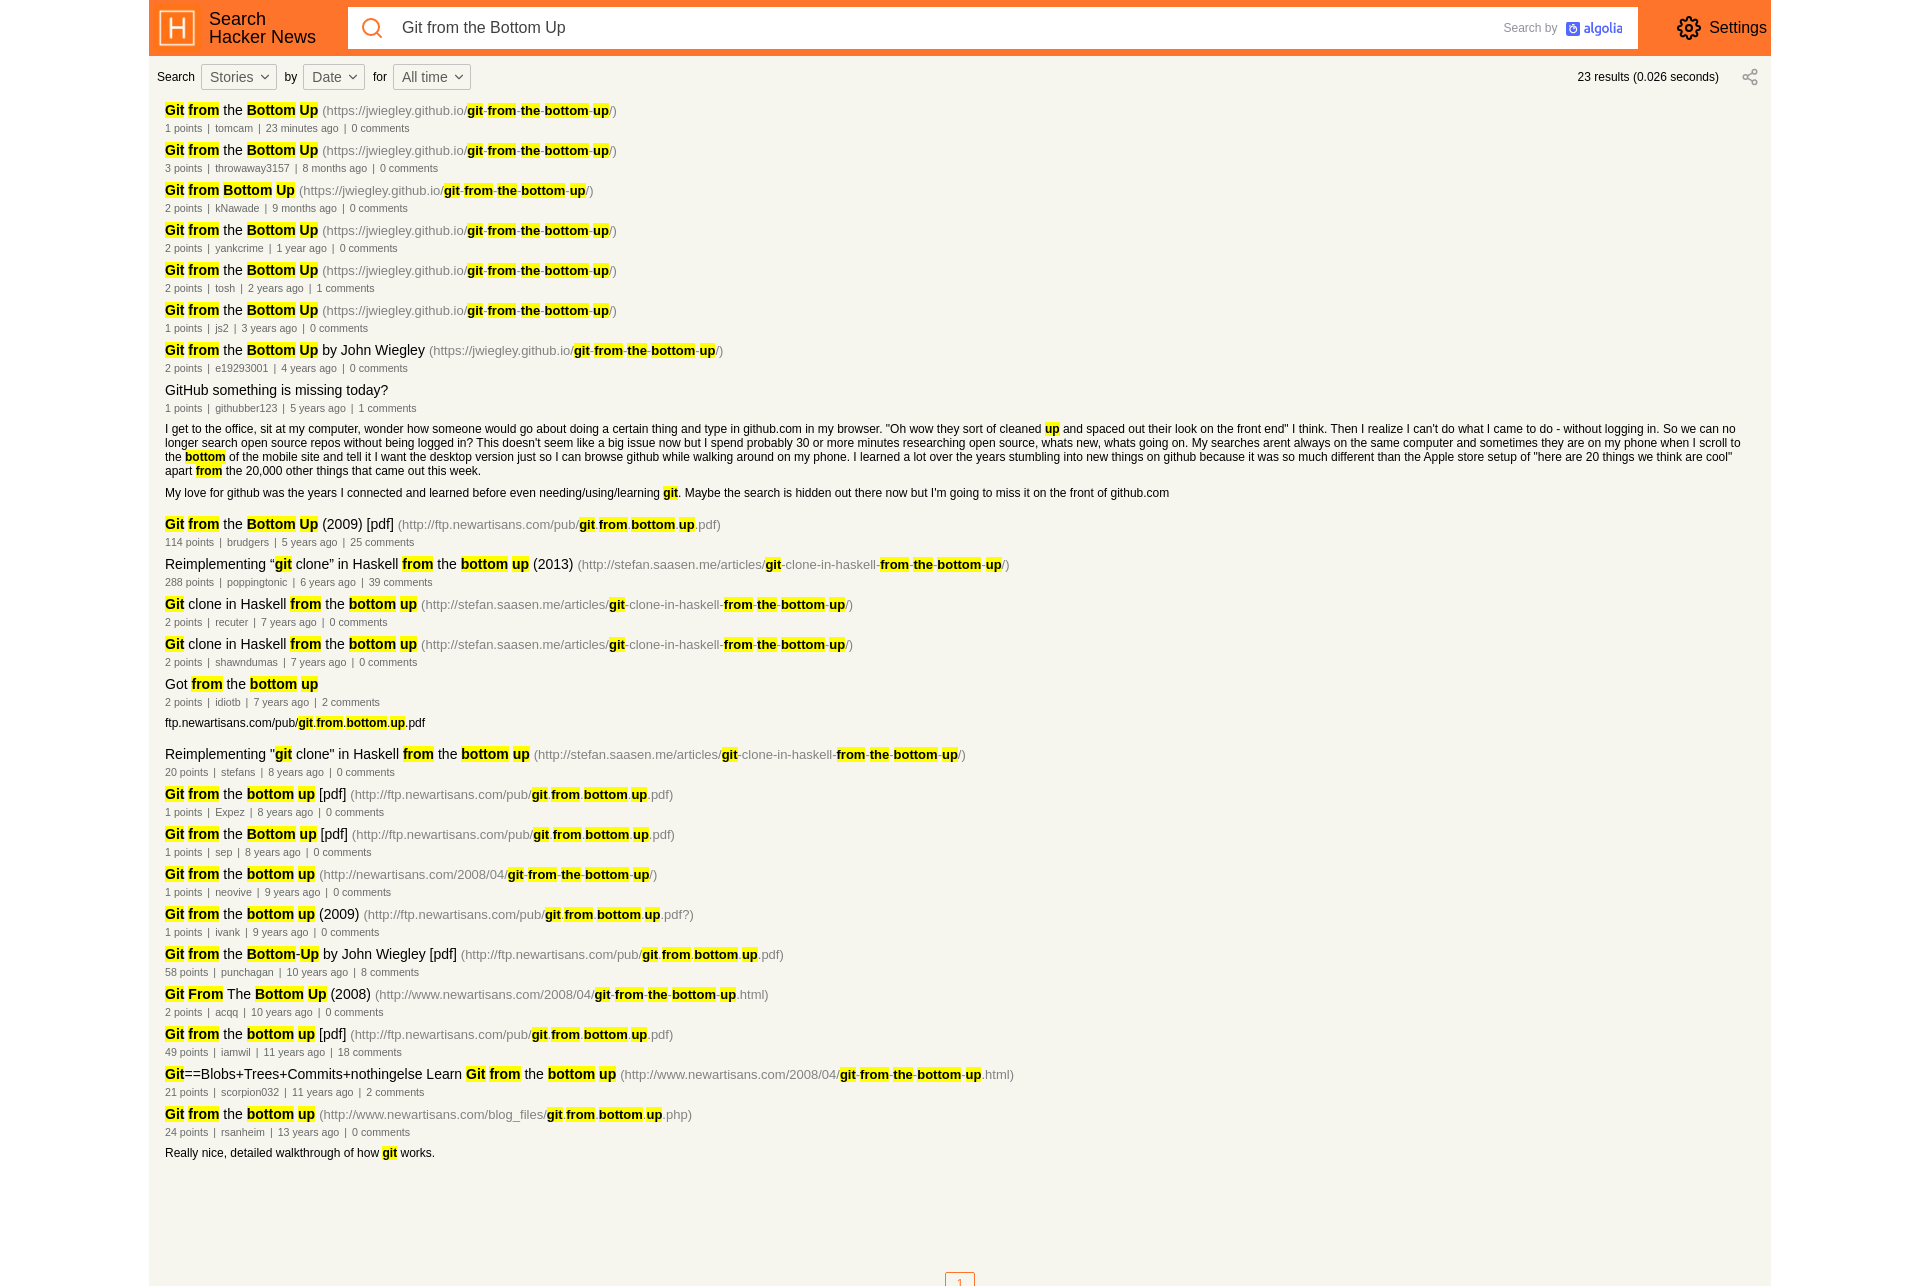 Search
Hacker News
Git from the Bottom Up
Search by algolia
Settings
Search Stories by Date for All time
23 results (0.026 seconds)
Git from the Bottom Up (https://jwiegley.github.io/git-from-the-bottom-up/)
1 points | tomcam | 23 minutes ago | 0 comments
Git from the Bottom Up (https://jwiegley.github.io/git-from-the-bottom-up/)
3 points | throwaway3157 | 8 months ago | 0 comments
Git from Bottom Up (https://jwiegley.github.io/git-from-the-bottom-up/)
2 points | kNawade | 9 months ago | 0 comments
Git from the Bottom Up (https://jwiegley.github.io/git-from-the-bottom-up/)
2 points | yankcrime | 1 year ago | 0 comments
Git from the Bottom Up (https://jwiegley.github.io/git-from-the-bottom-up/)
2 points | tosh | 2 years ago | 1 comments
Git from the Bottom Up (https://jwiegley.github.io/git-from-the-bottom-up/)
1 points | js2 | 3 years ago | 0 comments
Git from the Bottom Up by John Wiegley (https://jwiegley.github.io/git-from-the-bottom-up/)
2 points | e19293001 | 4 years ago | 0 comments
GitHub something is missing today?
1 points | githubber123 | 5 years ago | 1 comments
I get to the office, sit at my computer, wonder how someone would go about doing a certain thing and type in github.com in my browser. "Oh wow they sort of cleaned up and spaced out their look on the front end" I think. Then I realize I can't do what I came to do - without logging in. So we can no
longer search open source repos without being logged in? This doesn't seem like a big issue now but I spend probably 30 or more minutes researching open source, whats new, whats going on. My searches arent always on the same computer and sometimes they are on my phone when I scroll to
the bottom of the mobile site and tell it I want the desktop version just so I can browse github while walking around on my phone. I learned a lot over the years stumbling into new things on github because it was so much different than the Apple store setup of "here are 20 things we think are cool"
apart from the 20,000 other things that came out this week.
My love for github was the years I connected and learned before even needing/using/learning git. Maybe the search is hidden out there now but I'm going to miss it on the front of github.com
Git from the Bottom Up (2009) [pdf] (http://ftp.newartisans.com/pub/git.from.bottom.up.pdf)
114 points | brudgers | 5 years ago | 25 comments
Reimplementing “git clone” in Haskell from the bottom up (2013) (http://stefan.saasen.me/articles/git-clone-in-haskell-from-the-bottom-up/)
288 points | poppingtonic | 6 years ago | 39 comments
Git clone in Haskell from the bottom up (http://stefan.saasen.me/articles/git-clone-in-haskell-from-the-bottom-up/)
2 points | recuter | 7 years ago | 0 comments
Git clone in Haskell from the bottom up (http://stefan.saasen.me/articles/git-clone-in-haskell-from-the-bottom-up/)
2 points | shawndumas | 7 years ago | 0 comments
Got from the bottom up
2 points | idiotb | 7 years ago | 2 comments
ftp.newartisans.com/pub/git.from.bottom.up.pdf
Reimplementing "git clone" in Haskell from the bottom up (http://stefan.saasen.me/articles/git-clone-in-haskell-from-the-bottom-up/)
20 points | stefans | 8 years ago | 0 comments
Git from the bottom up [pdf] (http://ftp.newartisans.com/pub/git.from.bottom.up.pdf)
1 points | Expez | 8 years ago | 0 comments
Git from the Bottom up [pdf] (http://ftp.newartisans.com/pub/git.from.bottom.up.pdf)
1 points | sep | 8 years ago | 0 comments
Git from the bottom up (http://newartisans.com/2008/04/git-from-the-bottom-up/)
1 points | neovive | 9 years ago | 0 comments
Git from the bottom up (2009) (http://ftp.newartisans.com/pub/git.from.bottom.up.pdf?)
1 points | ivank | 9 years ago | 0 comments
Git from the Bottom-Up by John Wiegley [pdf] (http://ftp.newartisans.com/pub/git.from.bottom.up.pdf)
58 points | punchagan | 10 years ago | 8 comments
Git From The Bottom Up (2008) (http://www.newartisans.com/2008/04/git-from-the-bottom-up.html)
2 points | acqq | 10 years ago | 0 comments
Git from the bottom up [pdf] (http://ftp.newartisans.com/pub/git.from.bottom.up.pdf)
49 points | iamwil | 11 years ago | 18 comments
Git==Blobs+Trees+Commits+nothingelse Learn Git from the bottom up (http://www.newartisans.com/2008/04/git-from-the-bottom-up.html)
21 points | scorpion032 | 11 years ago | 2 comments
Git from the bottom up (http://www.newartisans.com/blog_files/git.from.bottom.up.php)
24 points | rsanheim | 13 years ago | 0 comments
Really nice, detailed walkthrough of how git works.
1